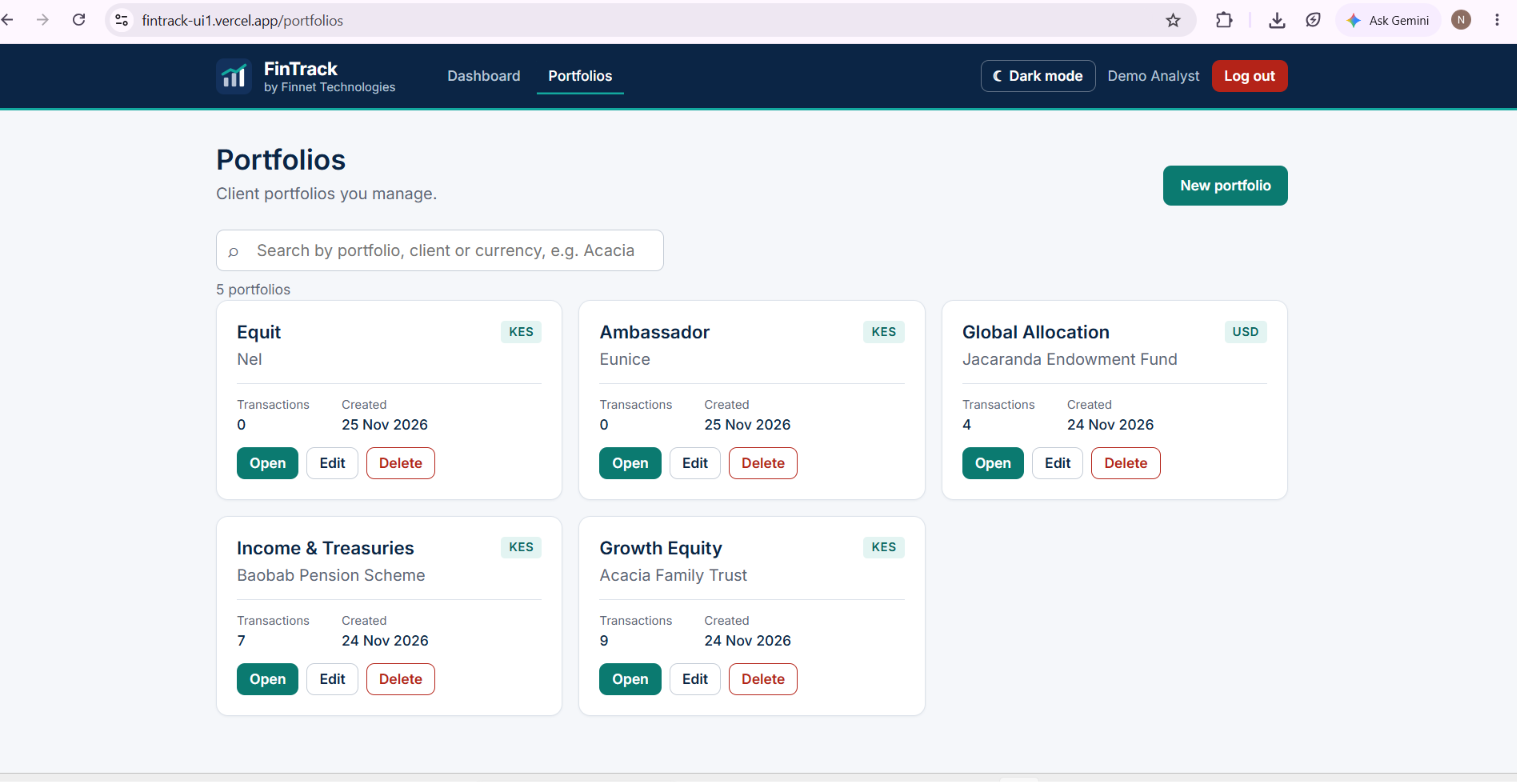 fintrack-ui1.vercel.app/portfolios
Ask Gemini
N
FinTrack
by Finnet Technologies
Dashboard
Portfolios
Dark mode
Demo Analyst
Log out
Portfolios
Client portfolios you manage.
New portfolio
Search by portfolio, client or currency, e.g. Acacia
5 portfolios
Equit
KES
Nel
Transactions
Created
0
25 Nov 2026
Open
Edit
Delete
Ambassador
KES
Eunice
Transactions
Created
0
25 Nov 2026
Open
Edit
Delete
Global Allocation
USD
Jacaranda Endowment Fund
Transactions
Created
4
24 Nov 2026
Open
Edit
Delete
Income & Treasuries
KES
Baobab Pension Scheme
Transactions
Created
7
24 Nov 2026
Open
Edit
Delete
Growth Equity
KES
Acacia Family Trust
Transactions
Created
9
24 Nov 2026
Open
Edit
Delete